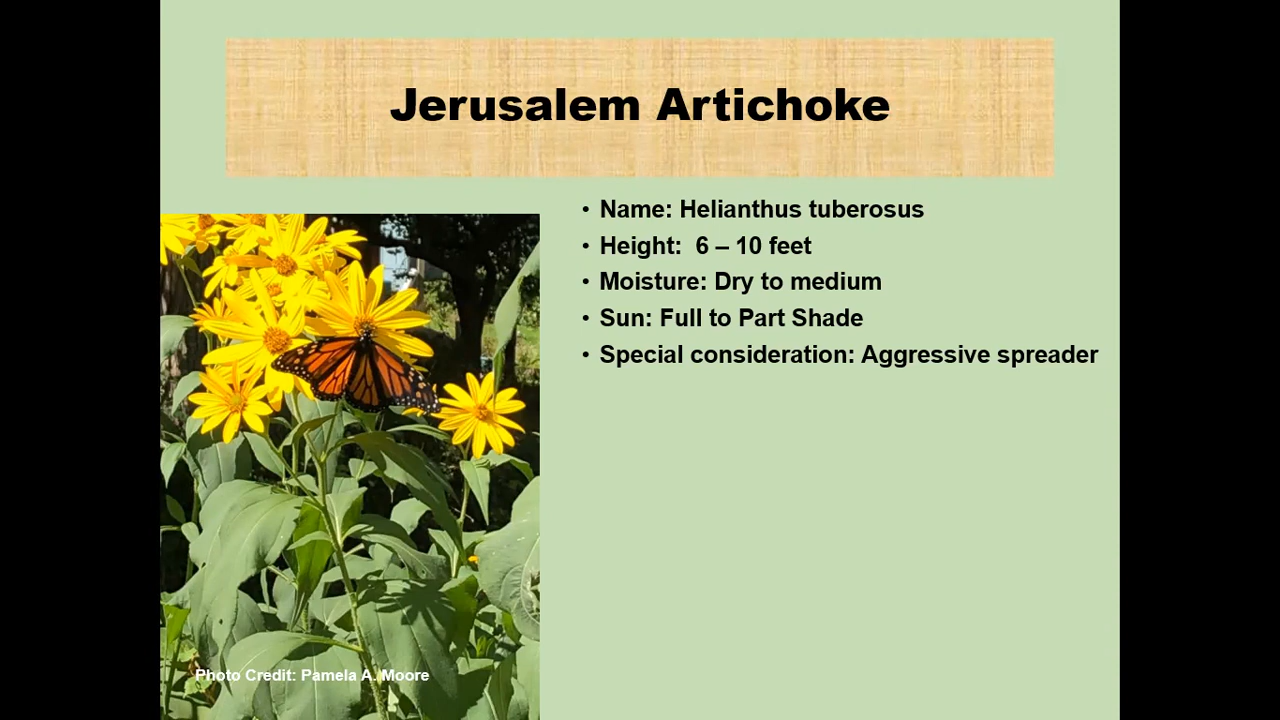 Jerusalem Artichoke
• Name: Helianthus tuberosus
• Height:  6 – 10 feet
• Moisture: Dry to medium
• Sun: Full to Part Shade
• Special consideration: Aggressive spreader
Photo Credit: Pamela A. Moore